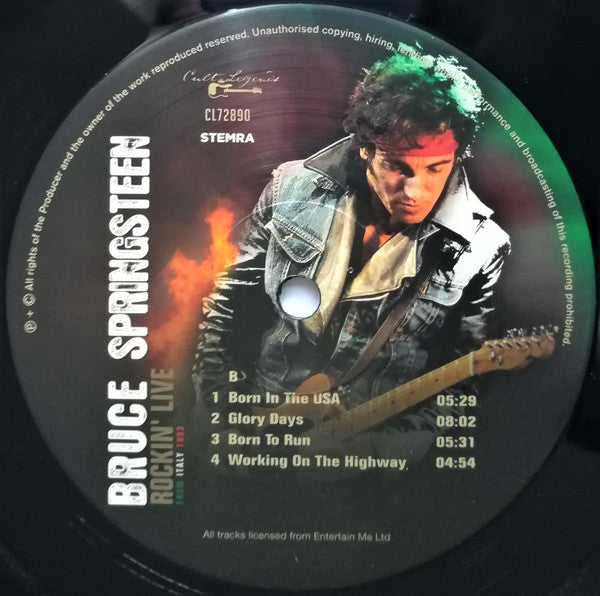 ℗ + © All rights of the Producer and the owner of the work reproduced reserved. Unauthorised copying, hiring, performance and broadcasting of this recording prohibited
Cult Legends
CL72890
STEMRA
BRUCE SPRINGSTEEN
ROCKIN' LIVE
FROM ITALY 1993
B
1 Born In The USA 05:29
2 Glory Days 08:02
3 Born To Run 05:31
4 Working On The Highway 04:54
All tracks licensed from Entertain Me Ltd